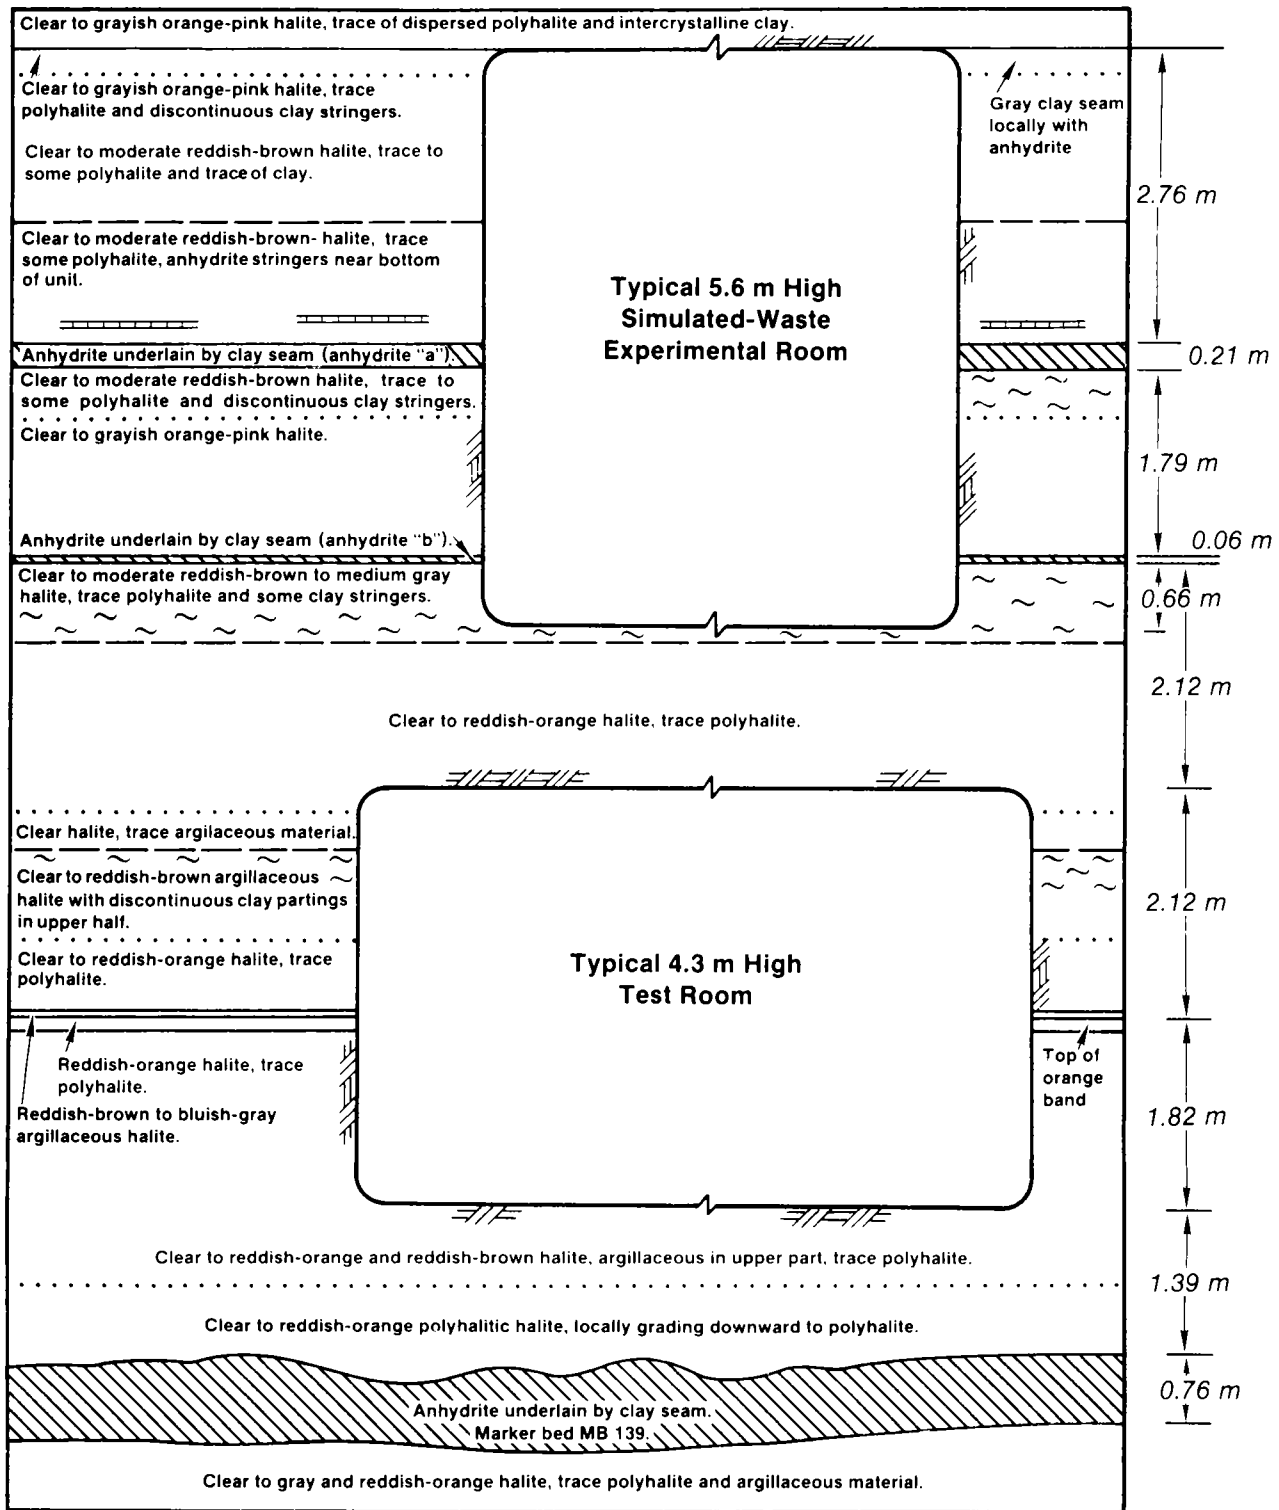 Clear to grayish orange-pink halite, trace of dispersed polyhalite and intercrystalline clay.
Clear to grayish orange-pink halite, trace
polyhalite and discontinuous clay stringers.
Gray clay seam
locally with
anhydrite
Clear to moderate reddish-brown halite, trace to
some polyhalite and trace of clay.
2.76 m
Clear to moderate reddish-brown- halite, trace
some polyhalite, anhydrite stringers near bottom
of unit.
Typical 5.6 m High
Simulated-Waste
Experimental Room
Anhydrite underlain by clay seam (anhydrite "a").
0.21 m
Clear to moderate reddish-brown halite, trace to
some polyhalite and discontinuous clay stringers.
Clear to grayish orange-pink halite.
1.79 m
Anhydrite underlain by clay seam (anhydrite "b").
0.06 m
Clear to moderate reddish-brown to medium gray
halite, trace polyhalite and some clay stringers.
0.66 m
2.12 m
Clear to reddish-orange halite, trace polyhalite.
Clear halite, trace argilaceous material.
Clear to reddish-brown argillaceous
halite with discontinuous clay partings
in upper half.
2.12 m
Clear to reddish-orange halite, trace
polyhalite.
Typical 4.3 m High
Test Room
Reddish-orange halite, trace
polyhalite.
Reddish-brown to bluish-gray
argillaceous halite.
Top of
orange
band
1.82 m
Clear to reddish-orange and reddish-brown halite, argillaceous in upper part, trace polyhalite.
1.39 m
Clear to reddish-orange polyhalitic halite, locally grading downward to polyhalite.
0.76 m
Anhydrite underlain by clay seam.
Marker bed MB 139.
Clear to gray and reddish-orange halite, trace polyhalite and argillaceous material.